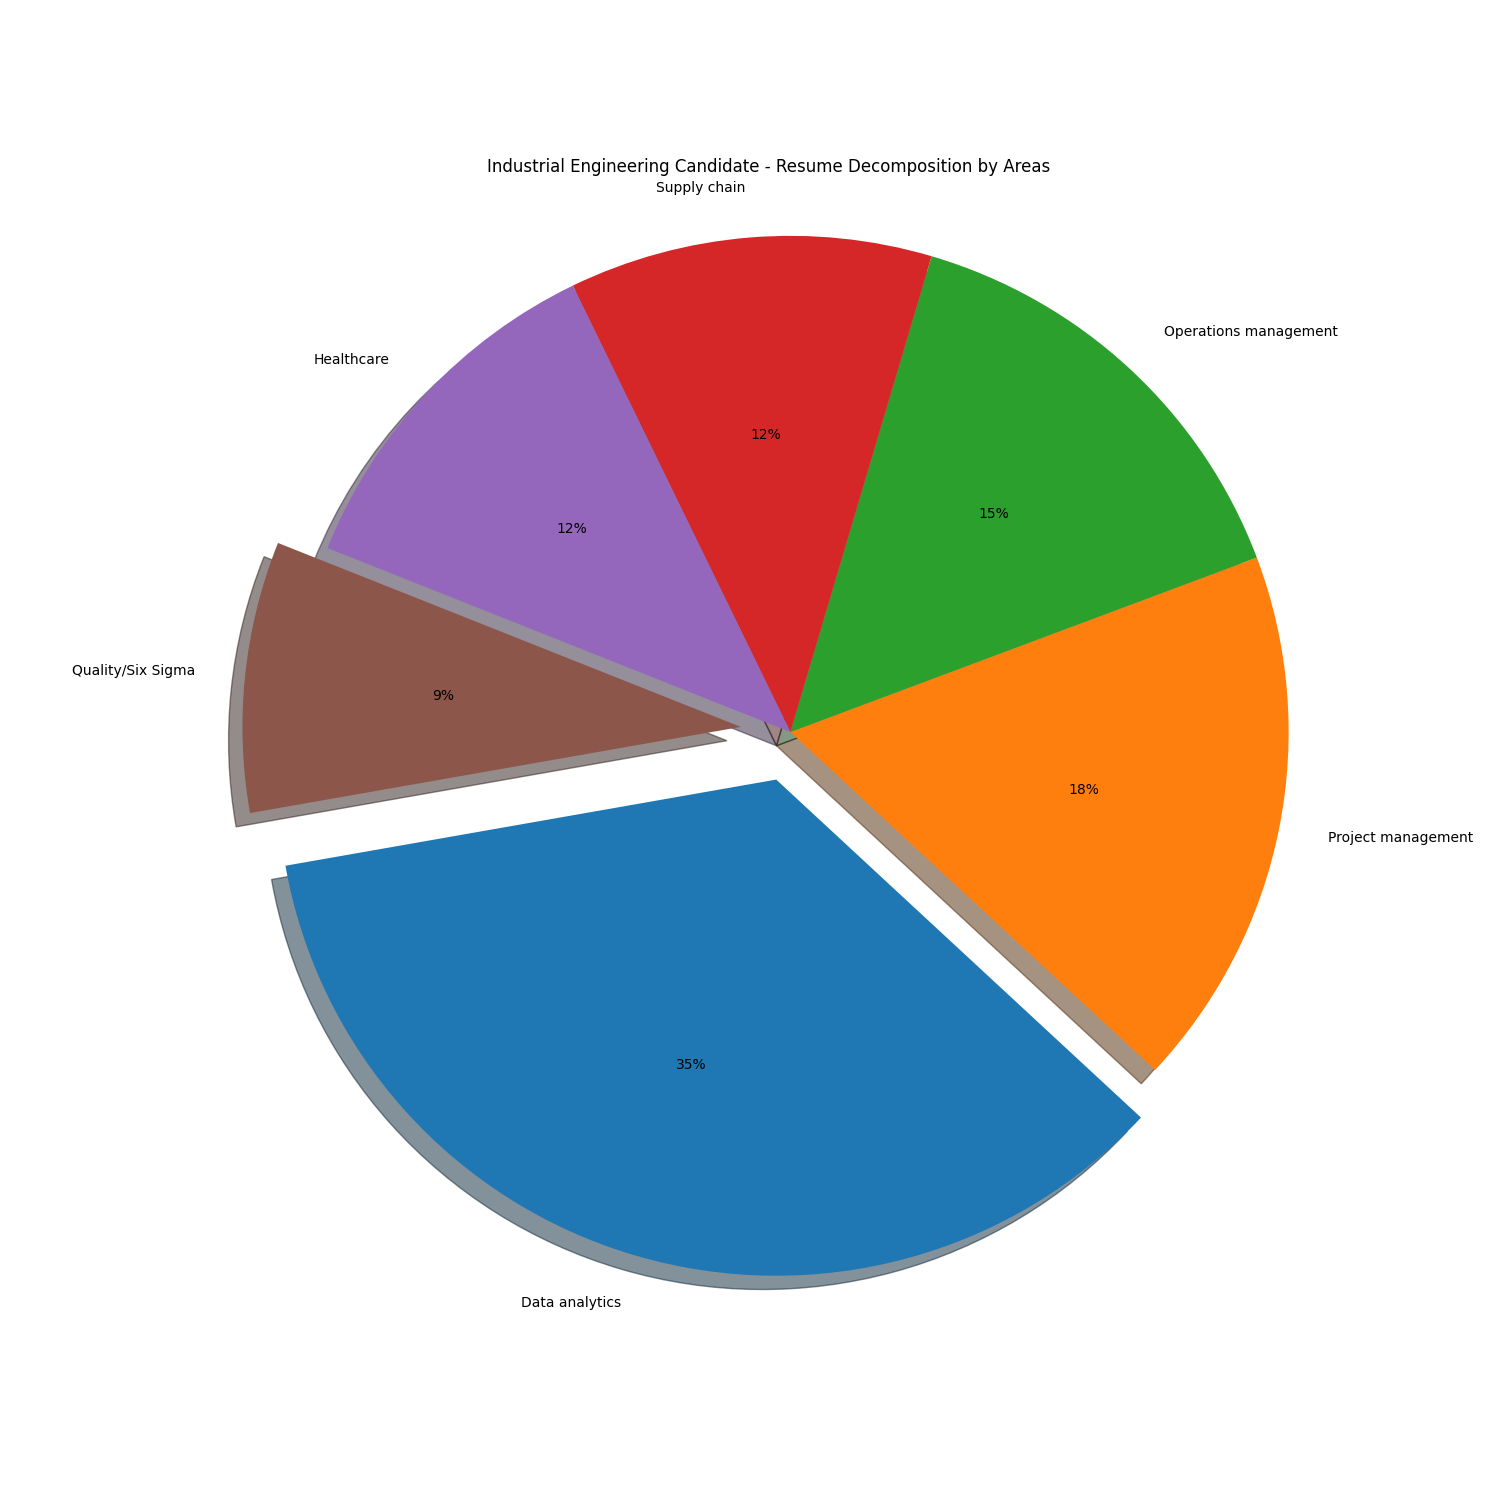 Industrial Engineering Candidate - Resume Decomposition by Areas
Supply chain
Operations management
Healthcare
12%
15%
12%
Quality/Six Sigma
9%
18%
Project management
35%
Data analytics